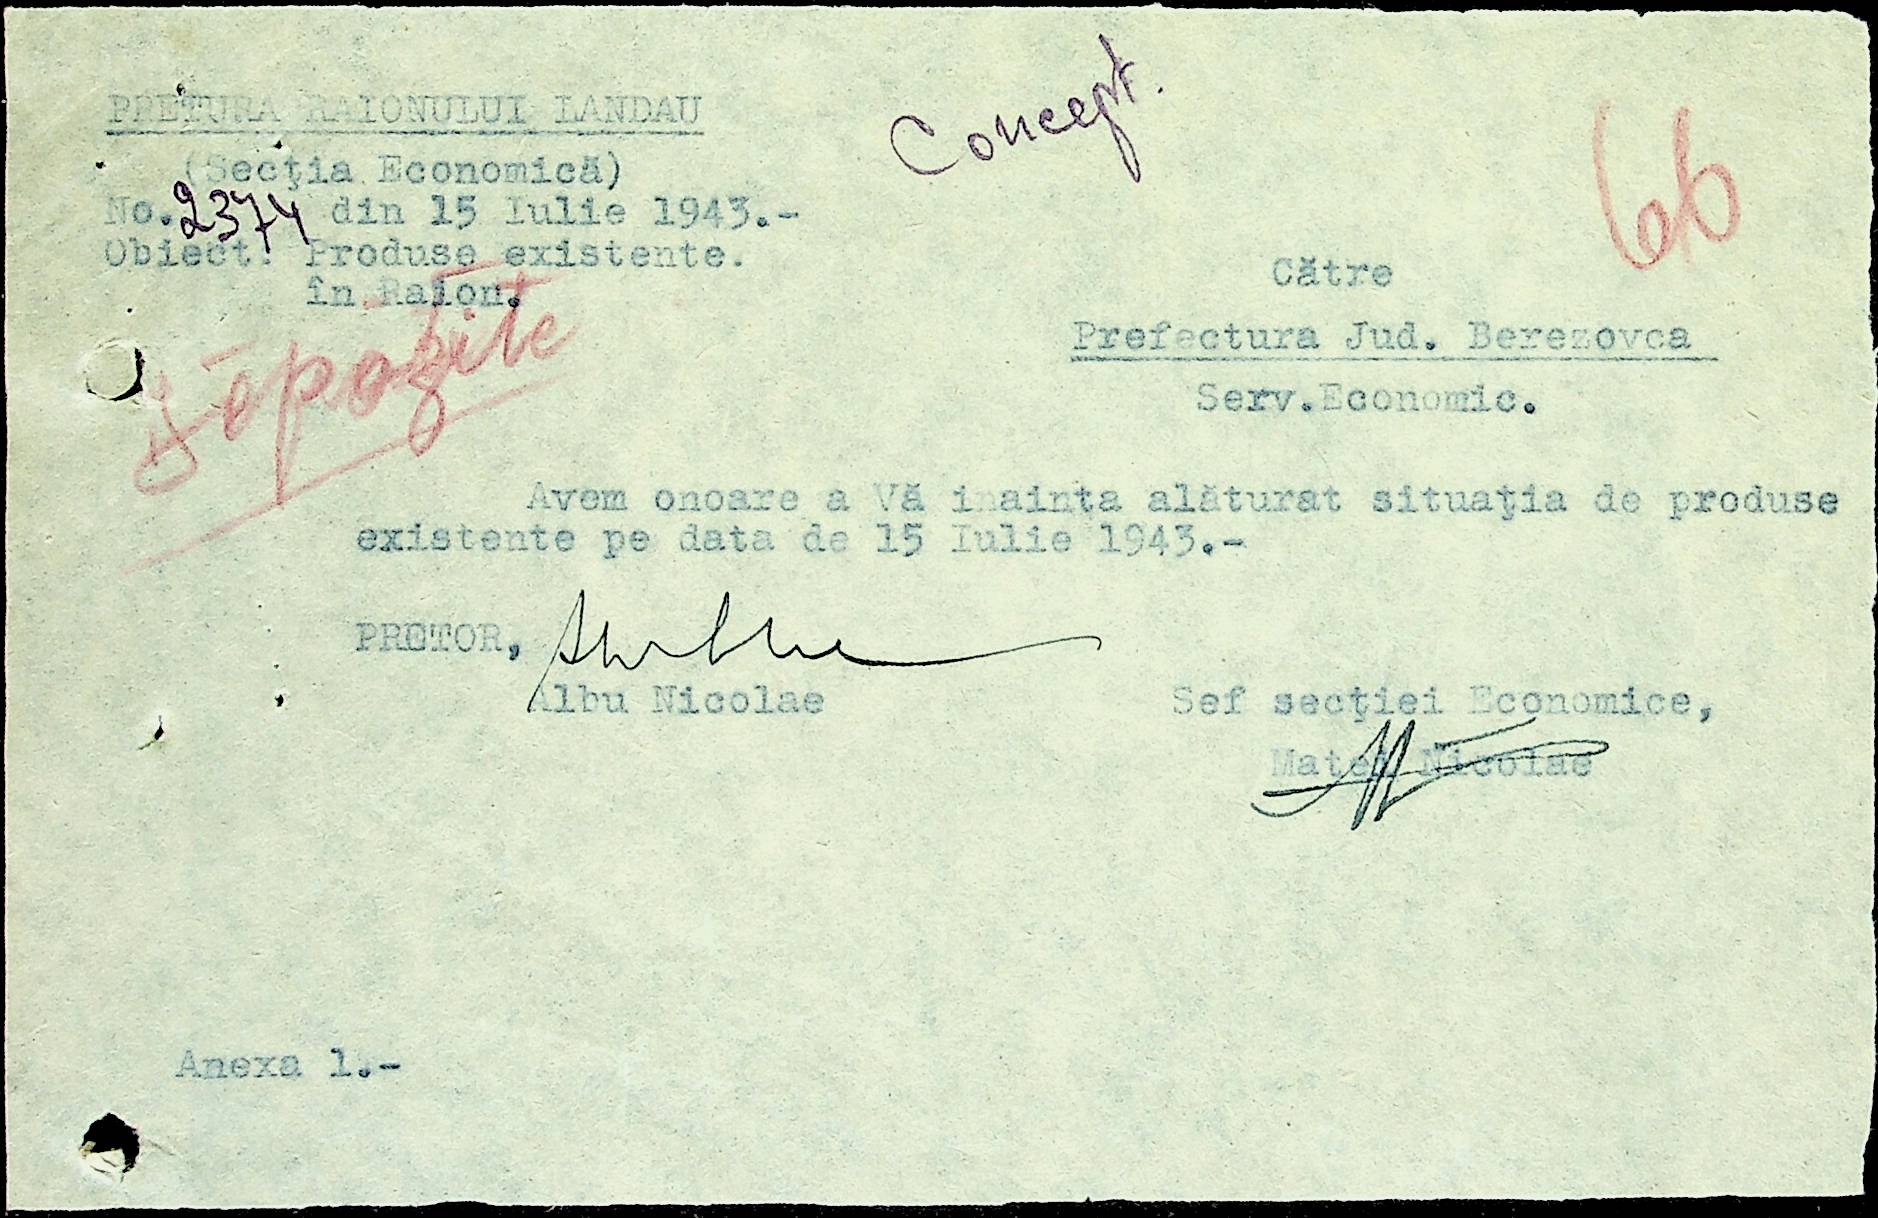 PREȚURA RAIONULUI LANDAU
Concept.
66
(Secţia Economică)
No. 2374 din 15 Iulie 1943.-
Obiect: Produse existente.
în Raion.
Depozite
Către
Prefectura Jud. Berezovca
Serv.Economic.
Avem onoare a Vă inainta alăturat situaţia de produse
existente pe data de 15 Iulie 1943.-
PRETOR,
Albu Nicolae
Sef secţiei Economice,
Matei Nicolae
Anexa 1.-